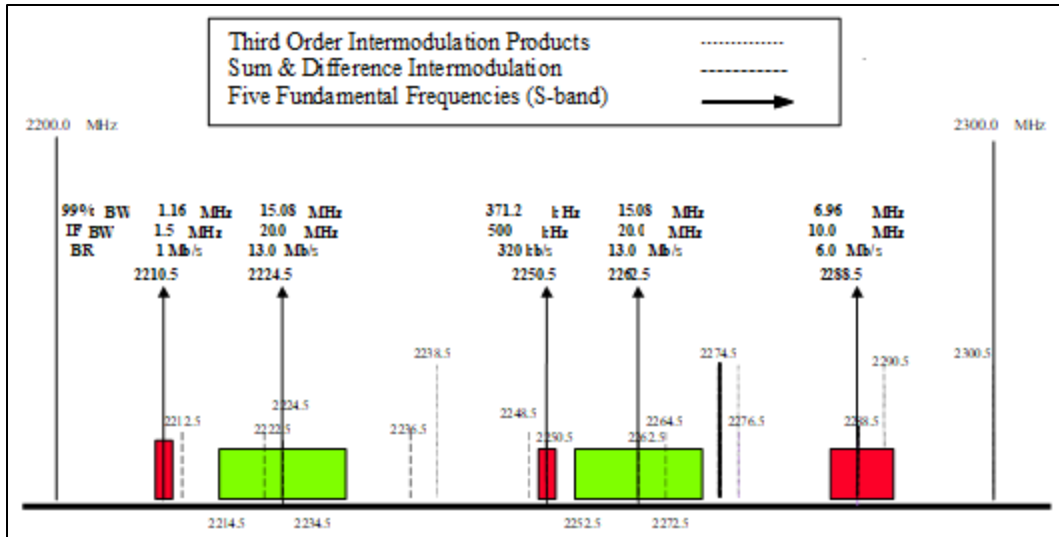 Third Order Intermodulation Products
Sum & Difference Intermodulation
Five Fundamental Frequencies (S-band)
2200.0 MHz
2300.0 MHz
99% BW 1.16 MHz 15.08 MHz 371.2 kHz 15.08 MHz 6.96 MHz
IF BW 1.5 MHz 20.0 MHz 500 kHz 20.0 MHz 10.0 MHz
BR 1 Mb/s 13.0 Mb/s 320 kb/s 13.0 Mb/s 6.0 Mb/s
2210.5 2224.5 2250.5 2262.5 2288.5
2238.5 2274.5 2290.5 2300.5
2212.5 2224.5 2222.5 2236.5 2248.5 2250.5 2264.5 2262.5 2276.5 2288.5
2214.5 2234.5 2252.5 2272.5